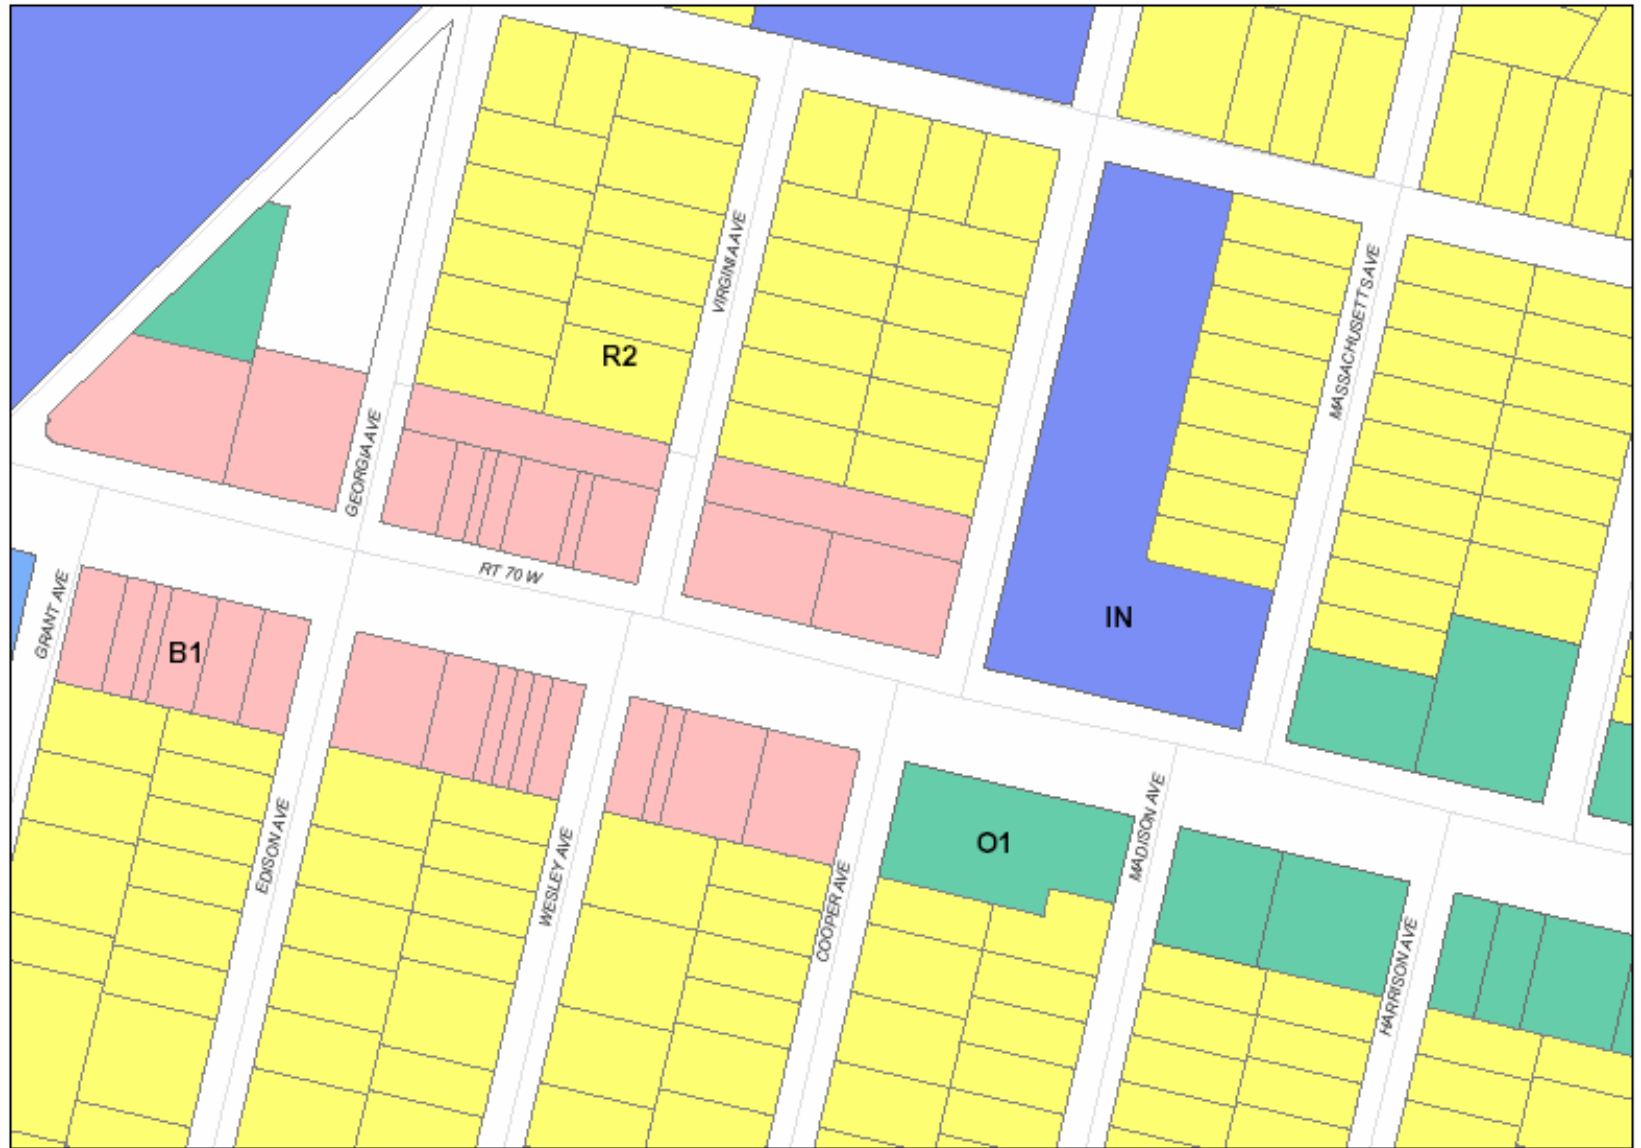 VIRGINIA AVE
MASSACHUSETTS AVE
R2
GEORGIA AVE
RT 70 W
GRANT AVE
IN
B1
EDISON AVE
WESLEY AVE
COOPER AVE
O1
MADISON AVE
HARRISON AVE